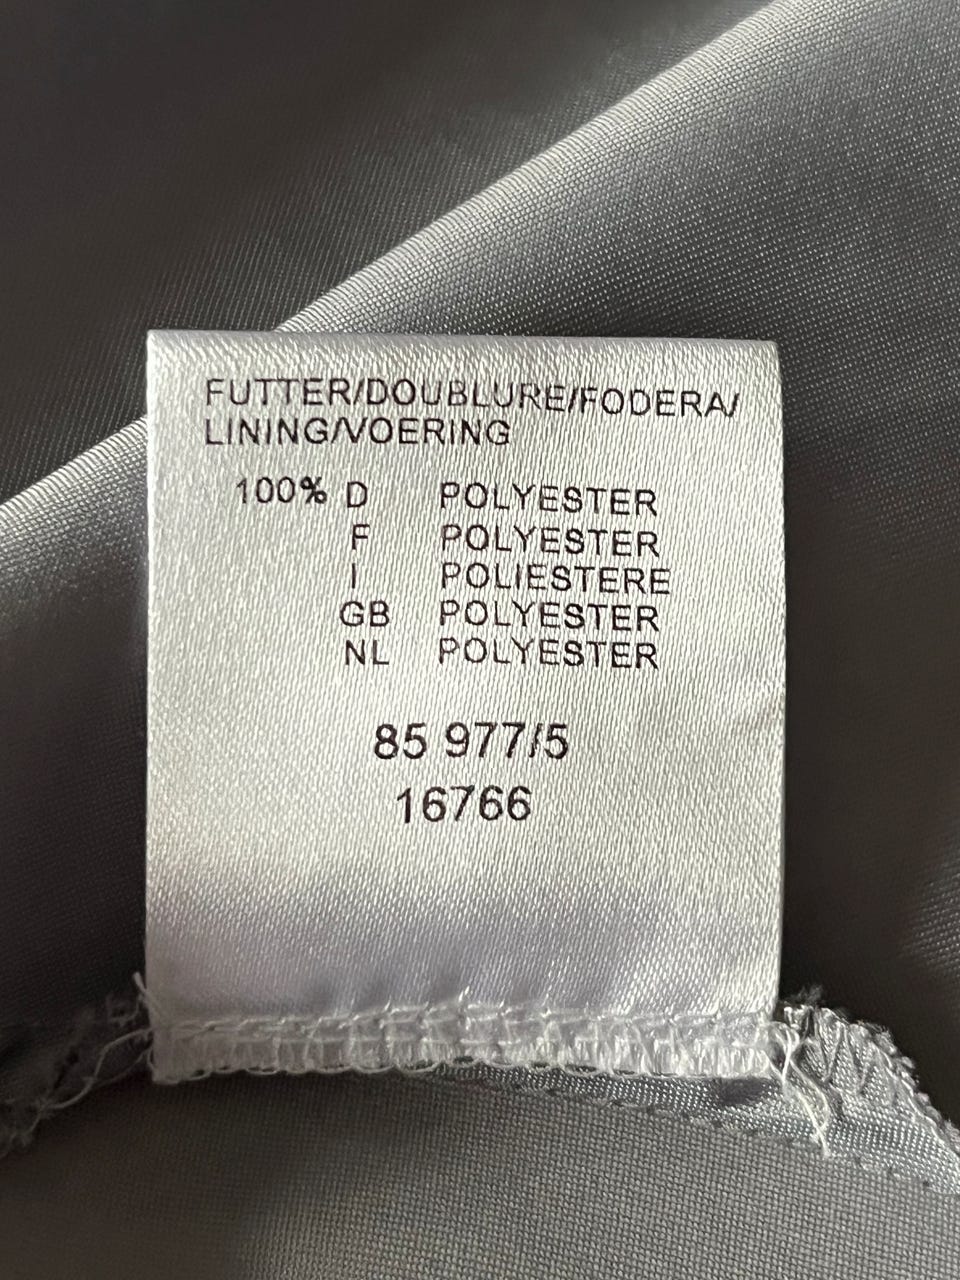 FUTTER/DOUBLURE/FODERA/
LINING/VOERING
100% D POLYESTER
F POLYESTER
I POLIESTERE
GB POLYESTER
NL POLYESTER
85 977/5
16766